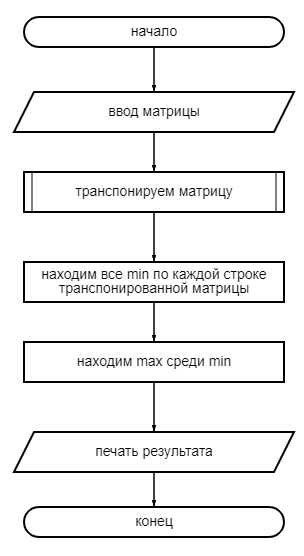 начало
ввод матрицы
транспонируем матрицу
находим все min по каждой строке
транспонированной матрицы
находим max среди min
печать результата
конец